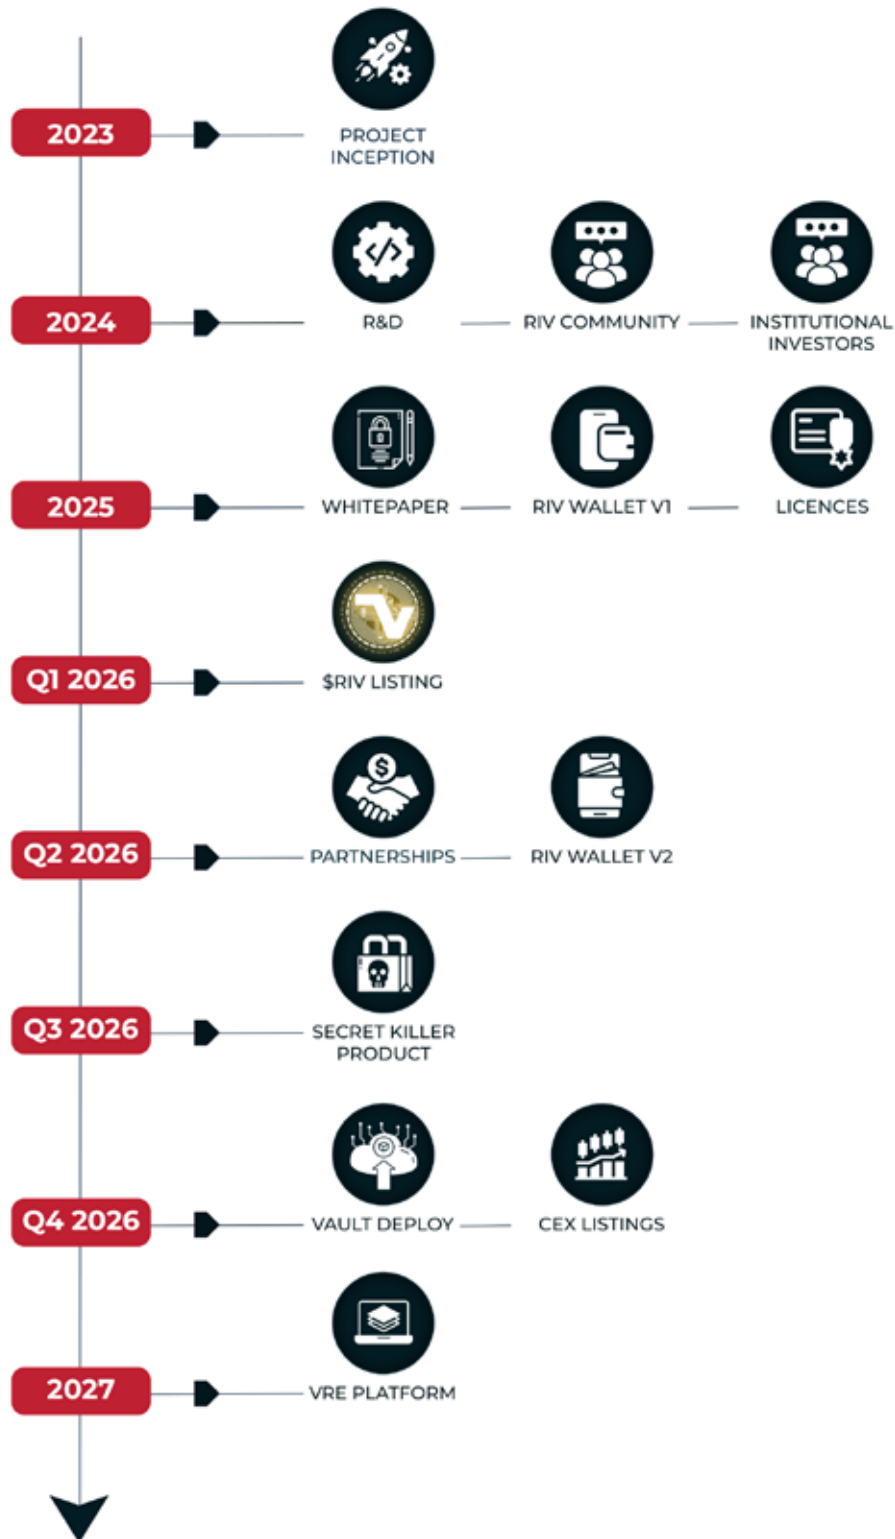 2023
PROJECT
INCEPTION
2024
R&D
RIV COMMUNITY
INSTITUTIONAL
INVESTORS
2025
WHITEPAPER
RIV WALLET V1
LICENCES
Q1 2026
$RIV LISTING
Q2 2026
PARTNERSHIPS
RIV WALLET V2
Q3 2026
SECRET KILLER
PRODUCT
Q4 2026
VAULT DEPLOY
CEX LISTINGS
2027
VRE PLATFORM